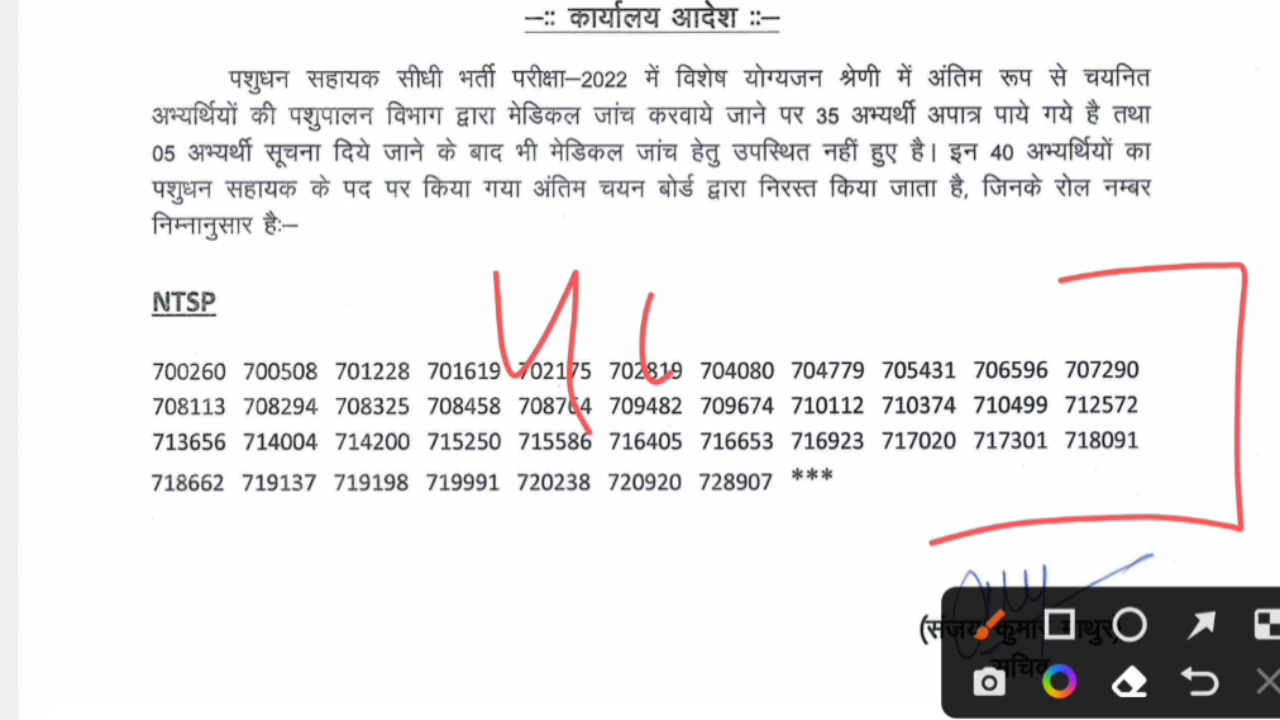 –:: कार्यालय आदेश ::–
पशुधन सहायक सीधी भर्ती परीक्षा–2022 में विशेष योग्यजन श्रेणी में अंतिम रूप से चयनित
अभ्यर्थियों की पशुपालन विभाग द्वारा मेडिकल जांच करवाये जाने पर 35 अभ्यर्थी अपात्र पाये गये है तथा
05 अभ्यर्थी सूचना दिये जाने के बाद भी मेडिकल जांच हेतु उपस्थित नहीं हुए है। इन 40 अभ्यर्थियों का
पशुधन सहायक के पद पर किया गया अंतिम चयन बोर्ड द्वारा निरस्त किया जाता है, जिनके रोल नम्बर
निम्नानुसार हैः–
NTSP
700260 700508 701228 701619 702175 702819 704080 704779 705431 706596 707290
708113 708294 708325 708458 708764 709482 709674 710112 710374 710499 712572
713656 714004 714200 715250 715586 716405 716653 716923 717020 717301 718091
718662 719137 719198 719991 720238 720920 728907 ***
(संजय कुमार माथुर)
सचिव